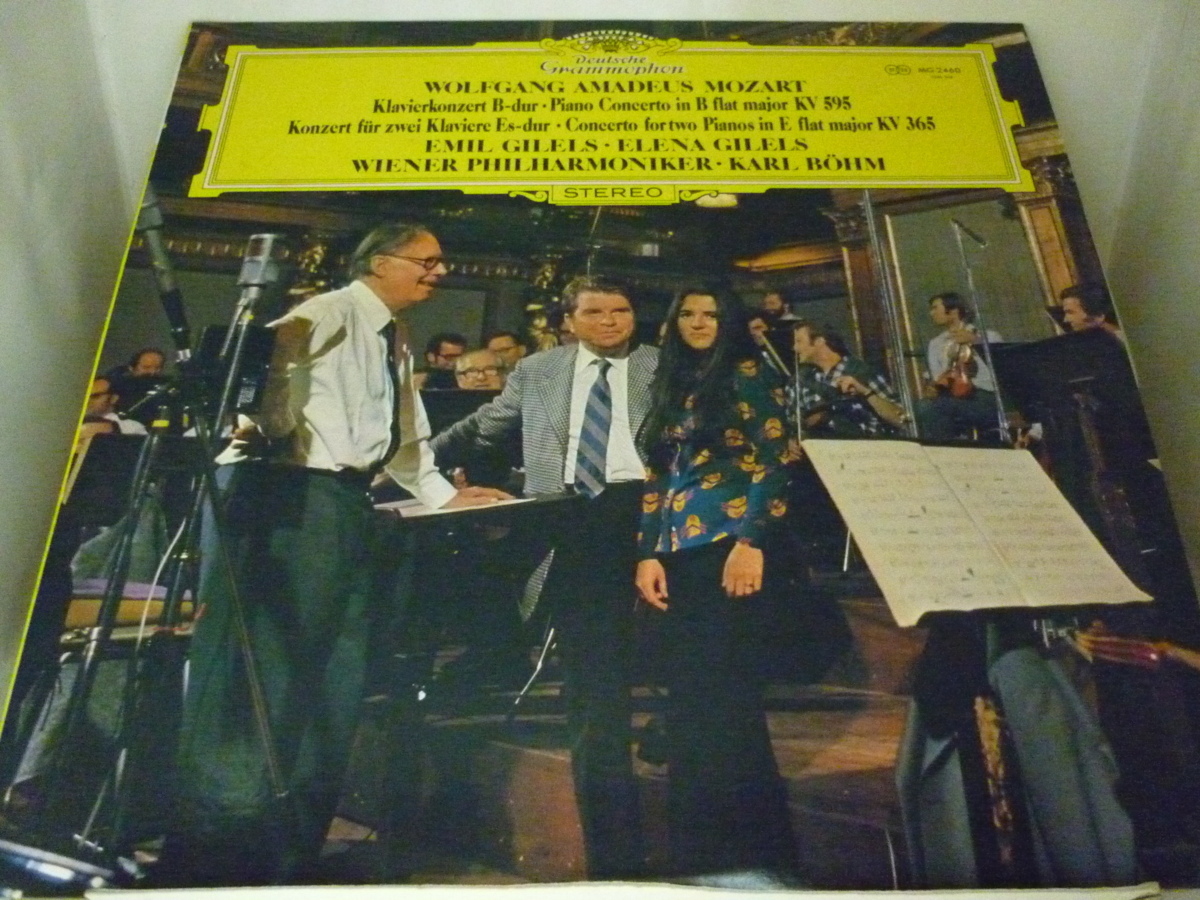 Deutsche
Grammophon
MG 2460
WOLFGANG AMADEUS MOZART
Klavierkonzert B-dur · Piano Concerto in B flat major KV 595
Konzert für zwei Klaviere Es-dur · Concerto for two Pianos in E flat major KV 365
EMIL GILELS · ELENA GILELS
WIENER PHILHARMONIKER · KARL BÖHM
STEREO